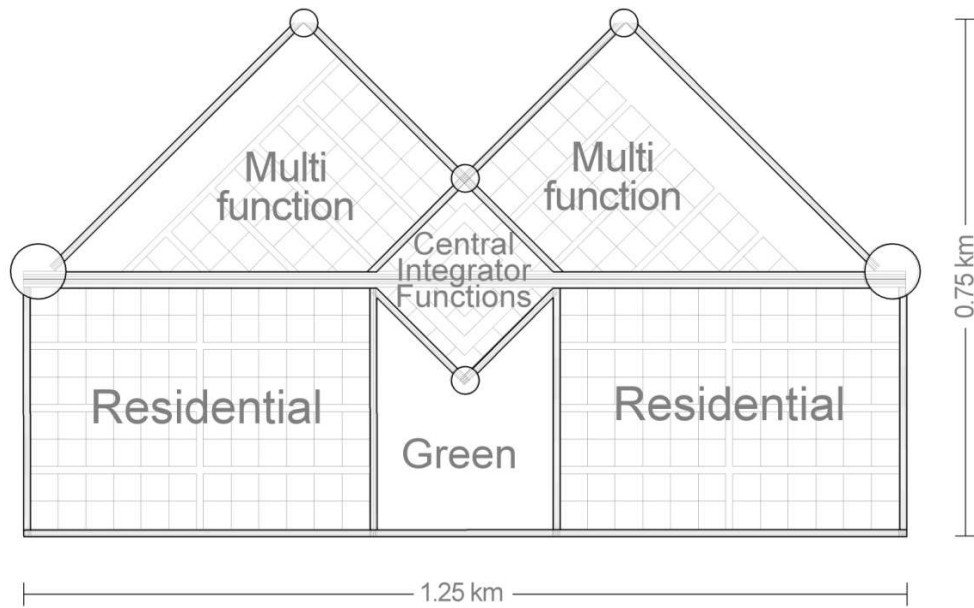 Multi
function
Multi
function
Central
Integrator
Functions
Residential
Green
Residential
0.75 km
1.25 km